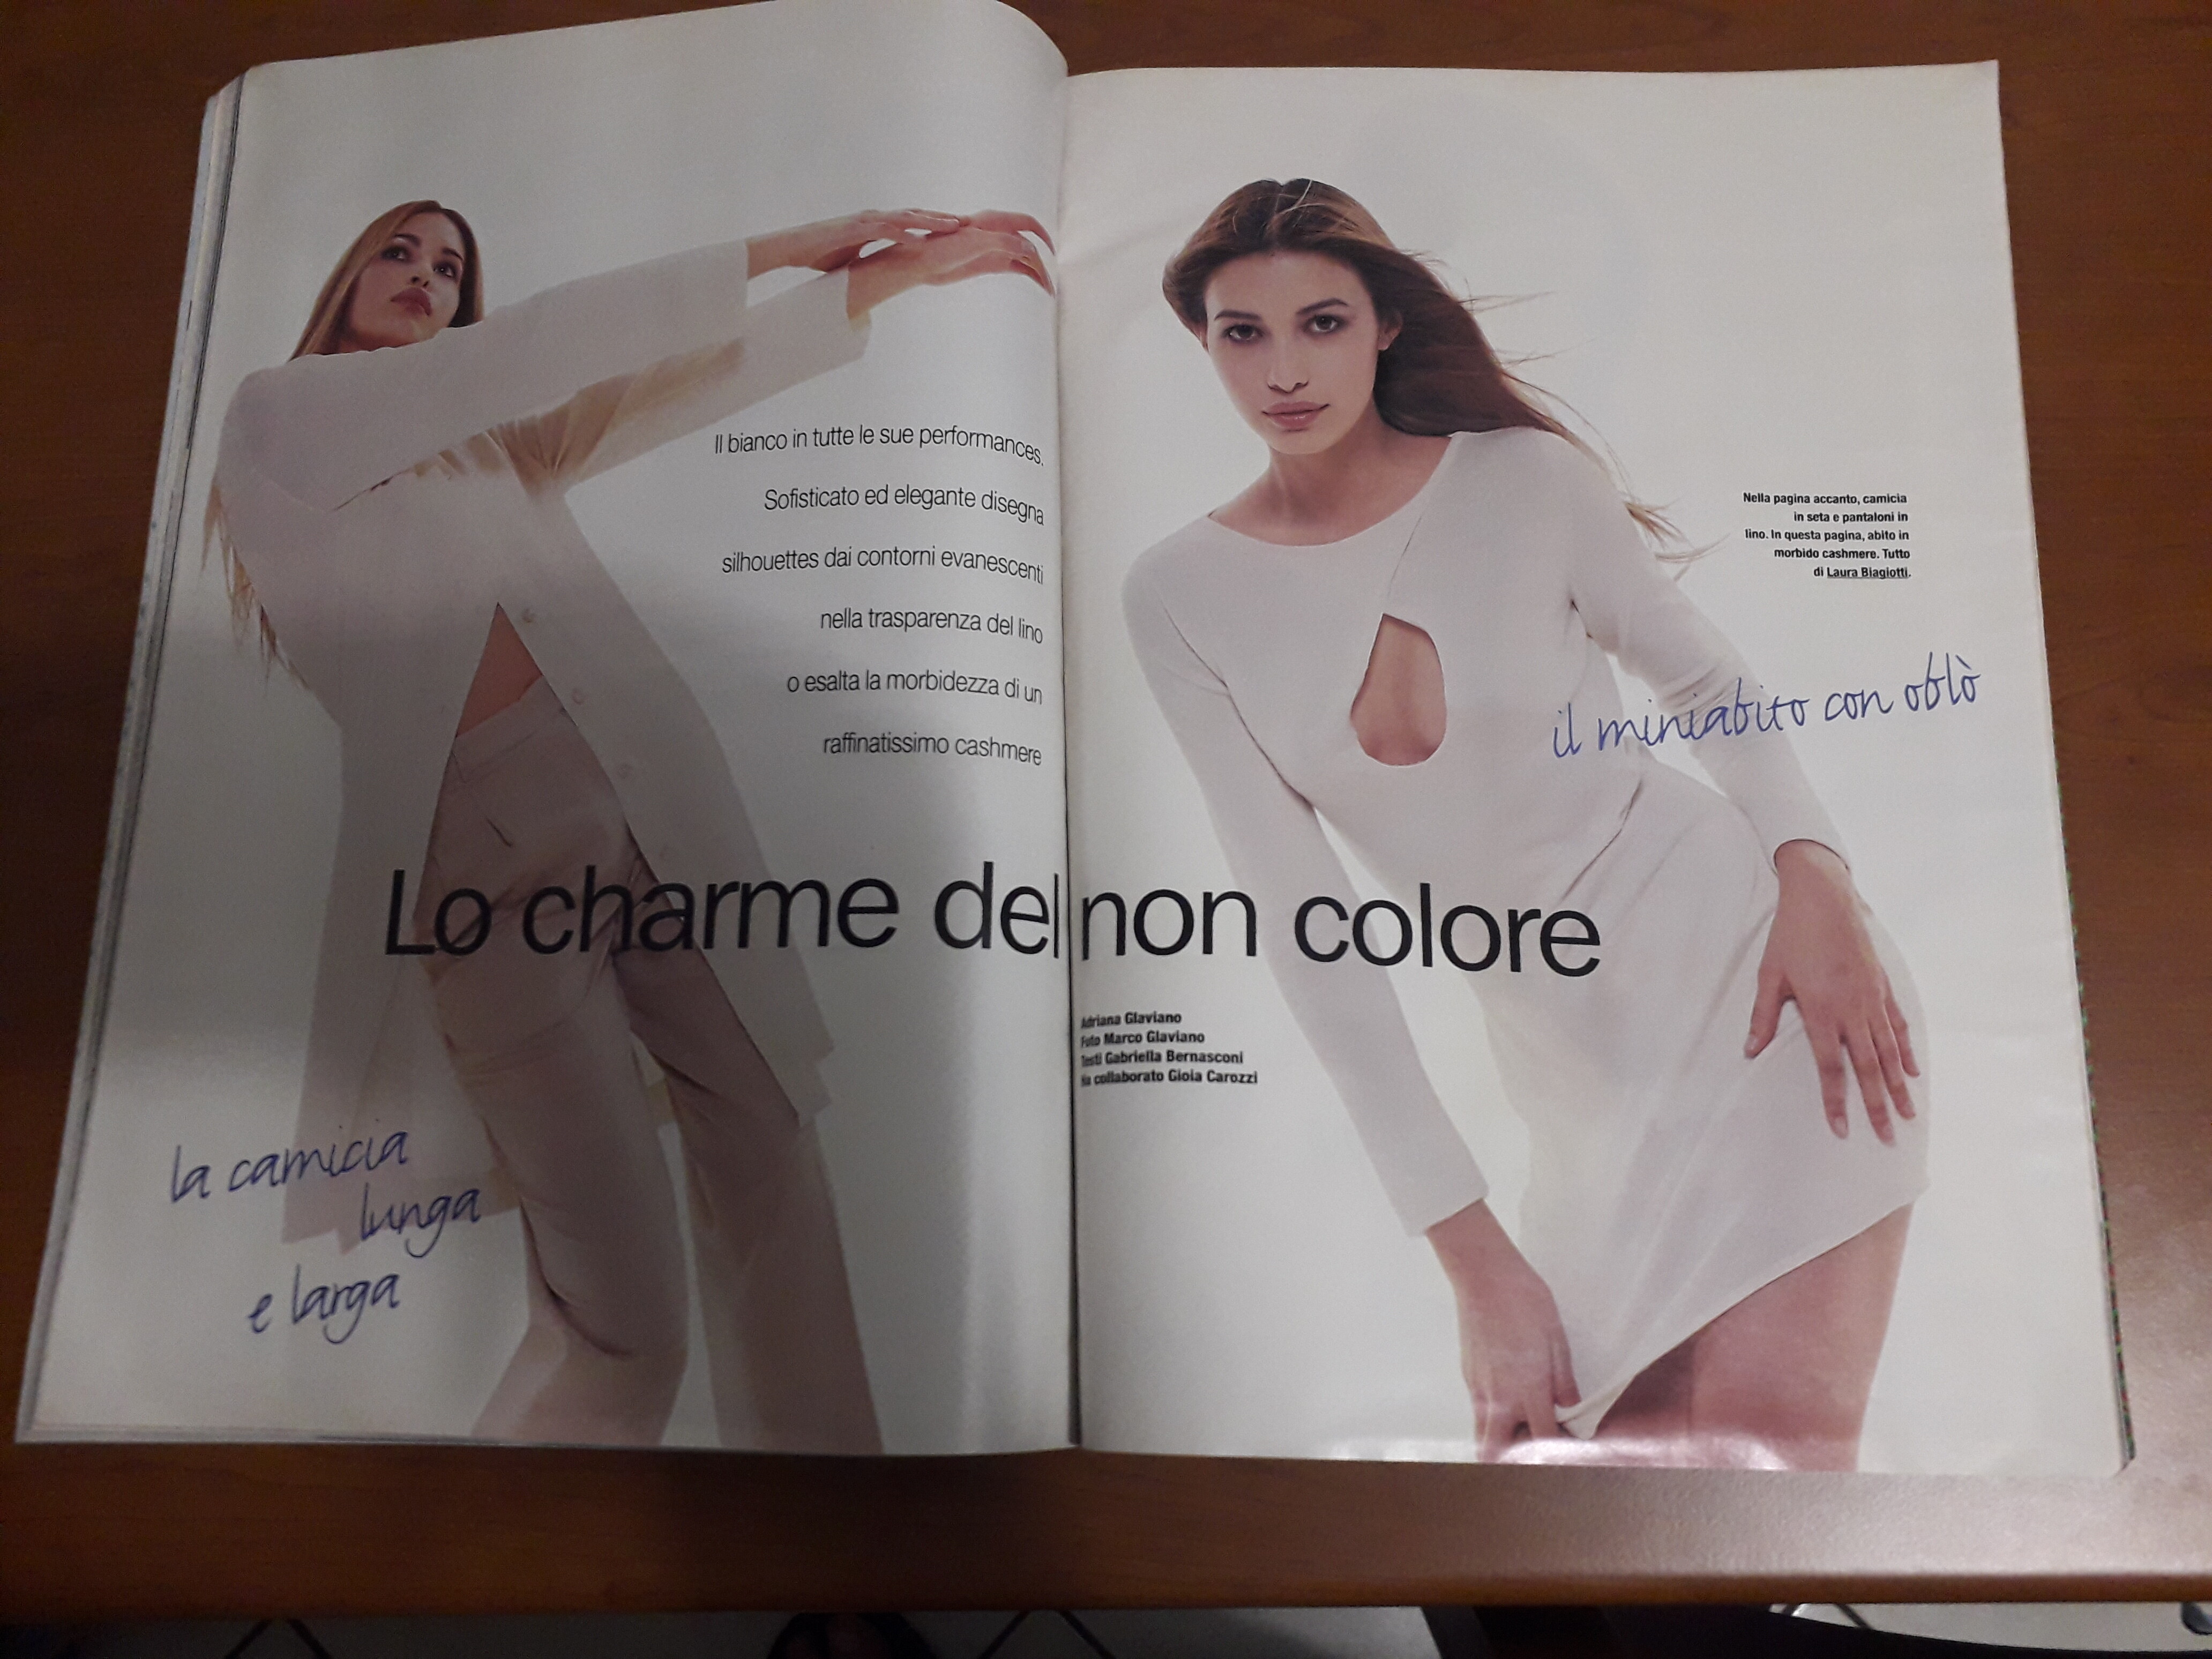 Il bianco in tutte le sue performances.
Sofisticato ed elegante disegna
silhouettes dai contorni evanescenti
nella trasparenza del lino
o esalta la morbidezza di un
raffinatissimo cashmere
Lo charme del non colore
la camicia
lunga
e larga
Nella pagina accanto, camicia
in seta e pantaloni in
lino. In questa pagina, abito in
morbido cashmere. Tutto
di Laura Biagiotti.
il miniabito con oblò
Adriana Glaviano
Foto Marco Glaviano
Testi Gabriella Bernasconi
Ha collaborato Gioia Carozzi